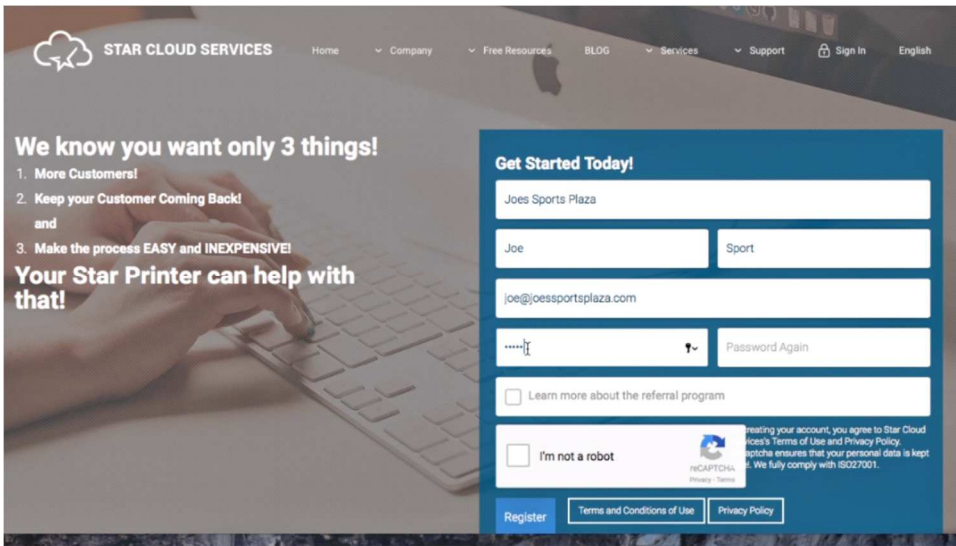 STAR CLOUD SERVICES
Home
Company
Free Resources
BLOG
Services
Support
Sign In
English
We know you want only 3 things!
1. More Customers!
2. Keep your Customer Coming Back!
and
3. Make the process EASY and INEXPENSIVE!
Your Star Printer can help with
that!
Get Started Today!
Joes Sports Plaza
Joe
Sport
joe@joessportsplaza.com
•••••
Password Again
Learn more about the referral program
I'm not a robot
reCAPTCHA
Privacy - Terms
creating your account, you agree to Star Cloud
Services's Terms of Use and Privacy Policy.
aptcha ensures that your personal data is kept
We fully comply with ISO27001.
Register
Terms and Conditions of Use
Privacy Policy